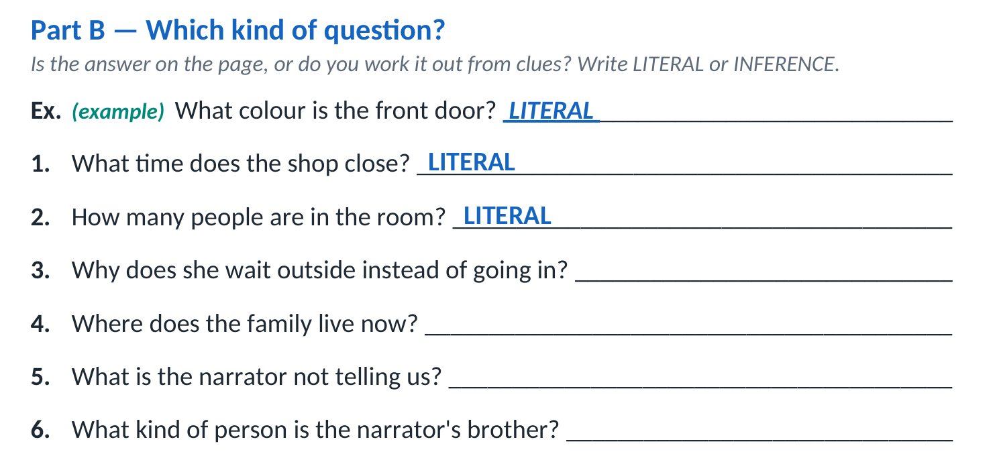 Part B — Which kind of question?
Is the answer on the page, or do you work it out from clues? Write LITERAL or INFERENCE.
Ex. (example) What colour is the front door? LITERAL
1. What time does the shop close? LITERAL
2. How many people are in the room? LITERAL
3. Why does she wait outside instead of going in?
4. Where does the family live now?
5. What is the narrator not telling us?
6. What kind of person is the narrator's brother?